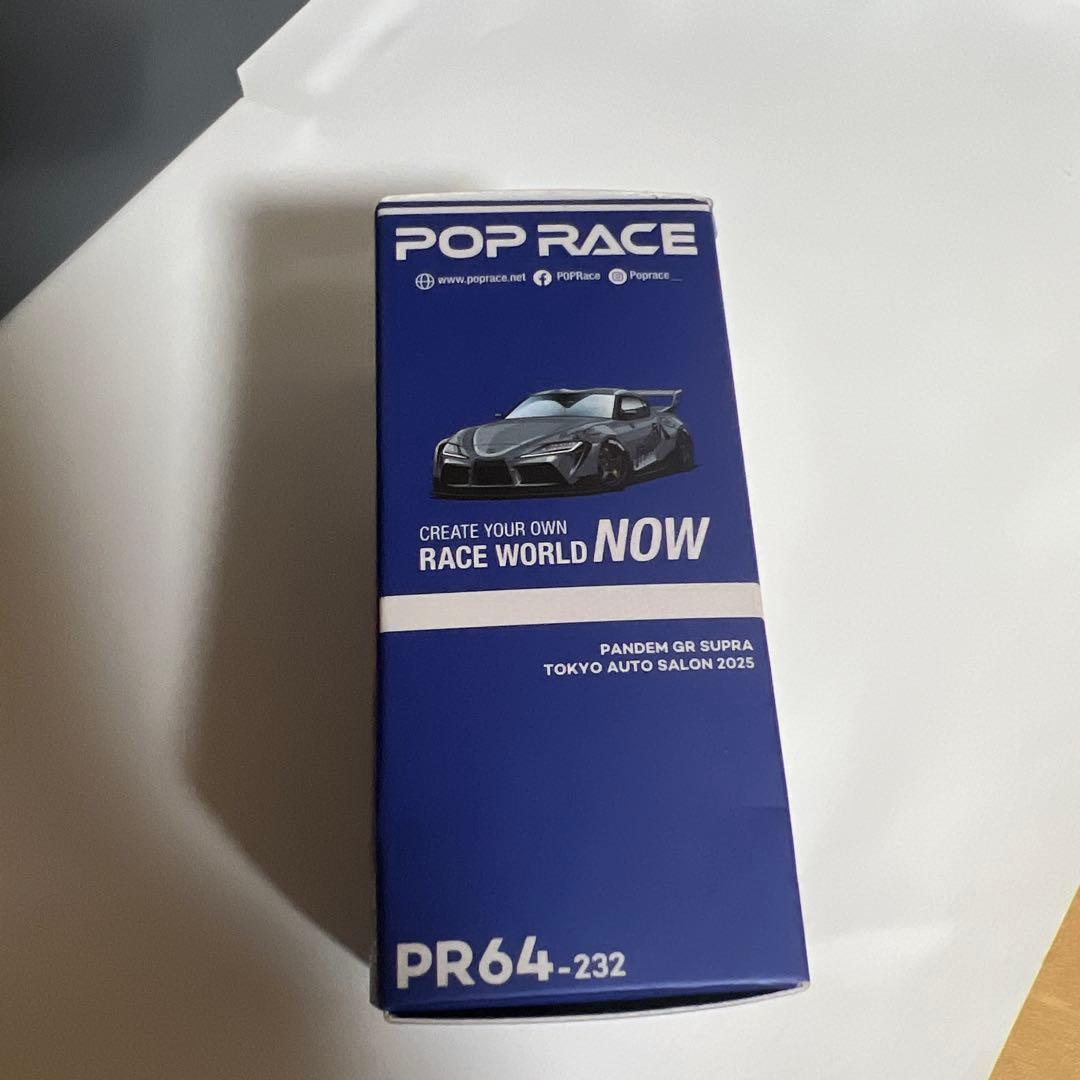 POP RACE
www.poprace.net POPRace Poprace__
CREATE YOUR OWN
RACE WORLD NOW
PANDEM GR SUPRA
TOKYO AUTO SALON 2025
PR64-232